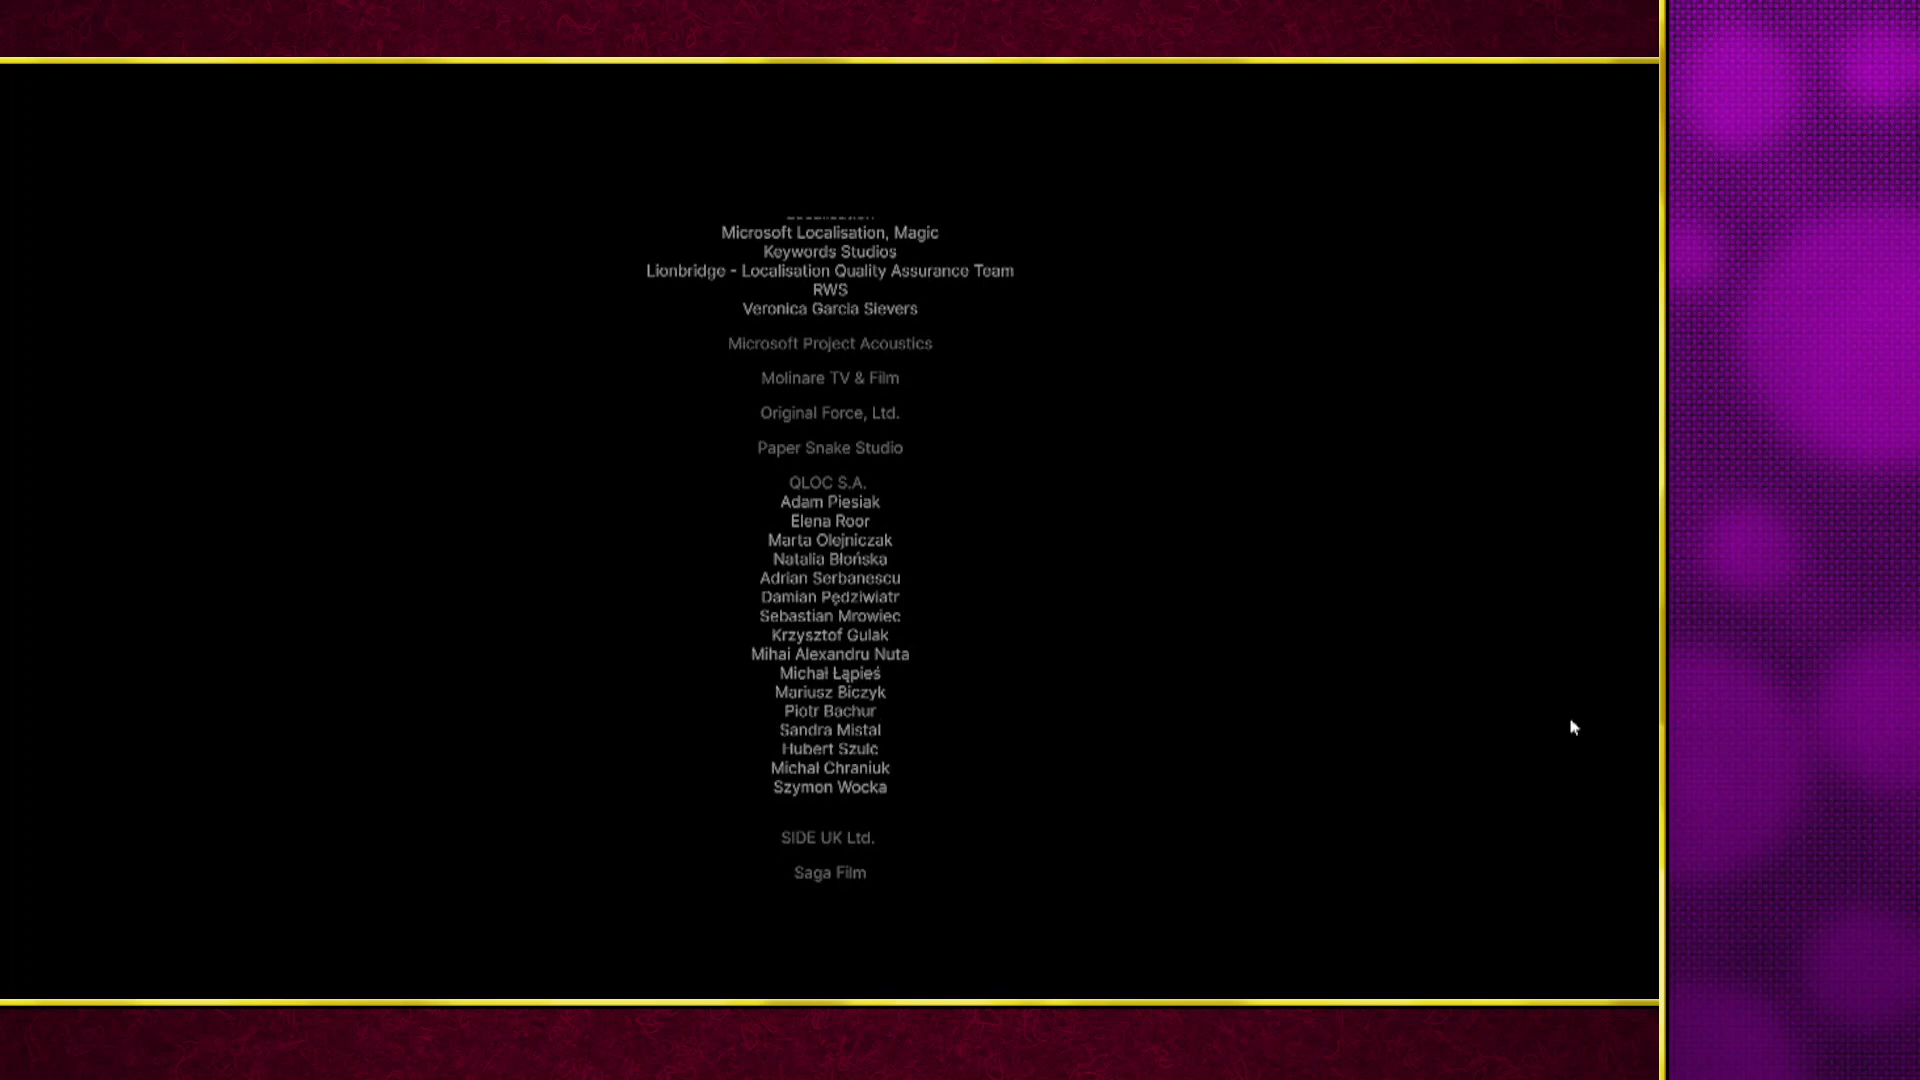 Localisation
Microsoft Localisation, Magic
Keywords Studios
Lionbridge - Localisation Quality Assurance Team
RWS
Veronica Garcia Sievers
Microsoft Project Acoustics
Molinare TV & Film
Original Force, Ltd.
Paper Snake Studio
QLOC S.A.
Adam Piesiak
Elena Roor
Marta Olejniczak
Natalia Błońska
Adrian Serbanescu
Damian Pędziwiatr
Sebastian Mrowiec
Krzysztof Gulak
Mihai Alexandru Nuta
Michał Łapieś
Mariusz Biczyk
Piotr Bachur
Sandra Mistal
Hubert Szulc
Michał Chraniuk
Szymon Wocka
SIDE UK Ltd.
Saga Film